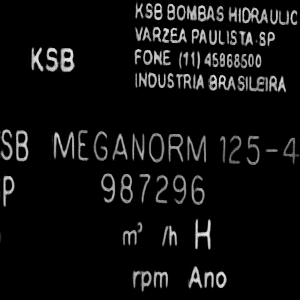 KSB BOMBAS HIDRAULIC
VARZEA PAULISTA-SP
KSB
FONE (11) 45868500
INDUSTRIA BRASILEIRA
SB MEGANORM 125-4
P 987296
m³ /h H
rpm Ano